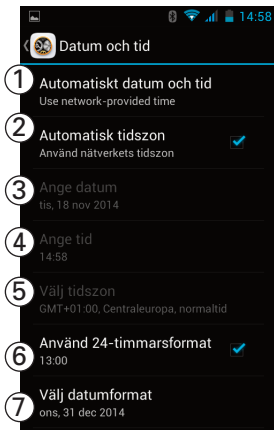 14:58
Datum och tid
1 Automatiskt datum och tid
Use network-provided time
2 Automatisk tidszon
Använd nätverkets tidszon
3 Ange datum
tis, 18 nov 2014
4 Ange tid
14:58
5 Välj tidszon
GMT+01:00, Centraleuropa, normaltid
6 Använd 24-timmarsformat
13:00
7 Välj datumformat
ons, 31 dec 2014